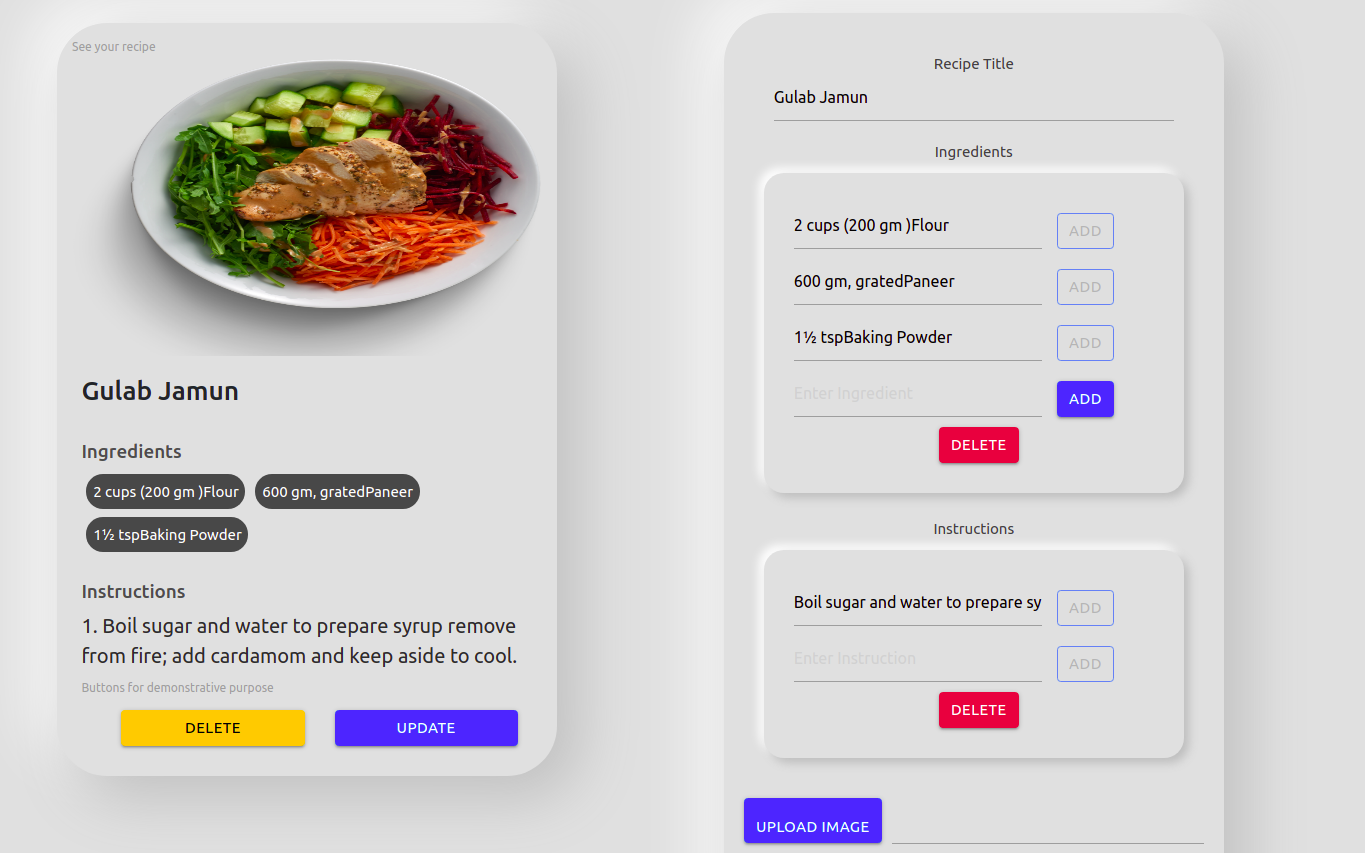 See your recipe
Gulab Jamun
Ingredients
2 cups (200 gm )Flour
600 gm, gratedPaneer
1½ tspBaking Powder
Instructions
1. Boil sugar and water to prepare syrup remove
from fire; add cardamom and keep aside to cool.
Buttons for demonstrative purpose
DELETE
UPDATE
Recipe Title
Gulab Jamun
Ingredients
2 cups (200 gm )Flour
ADD
600 gm, gratedPaneer
ADD
1½ tspBaking Powder
ADD
Enter Ingredient
ADD
DELETE
Instructions
Boil sugar and water to prepare sy
ADD
Enter Instruction
ADD
DELETE
UPLOAD IMAGE